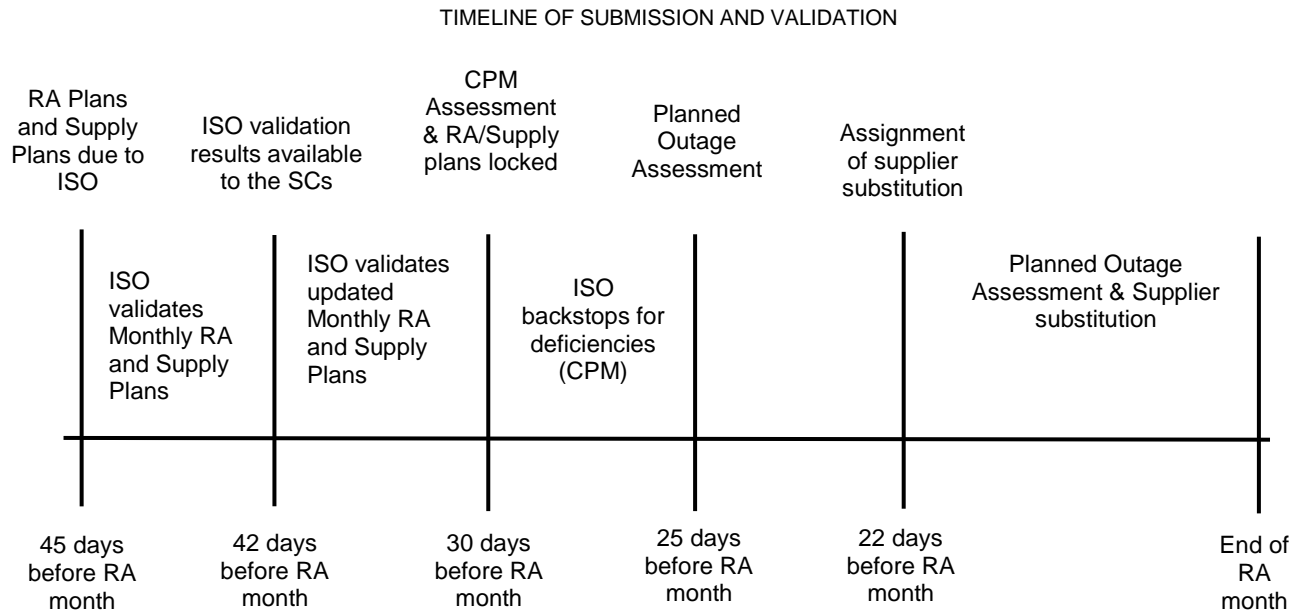 TIMELINE OF SUBMISSION AND VALIDATION
RA Plans
and Supply
Plans due to
ISO
ISO validation
results available
to the SCs
CPM
Assessment
& RA/Supply
plans locked
Planned
Outage
Assessment
Assignment
of supplier
substitution
ISO
validates
Monthly RA
and Supply
Plans
ISO validates
updated
Monthly RA
and Supply
Plans
ISO
backstops for
deficiencies
(CPM)
Planned Outage
Assessment & Supplier
substitution
45 days
before RA
month
42 days
before RA
month
30 days
before RA
month
25 days
before RA
month
22 days
before RA
month
End of
RA
month